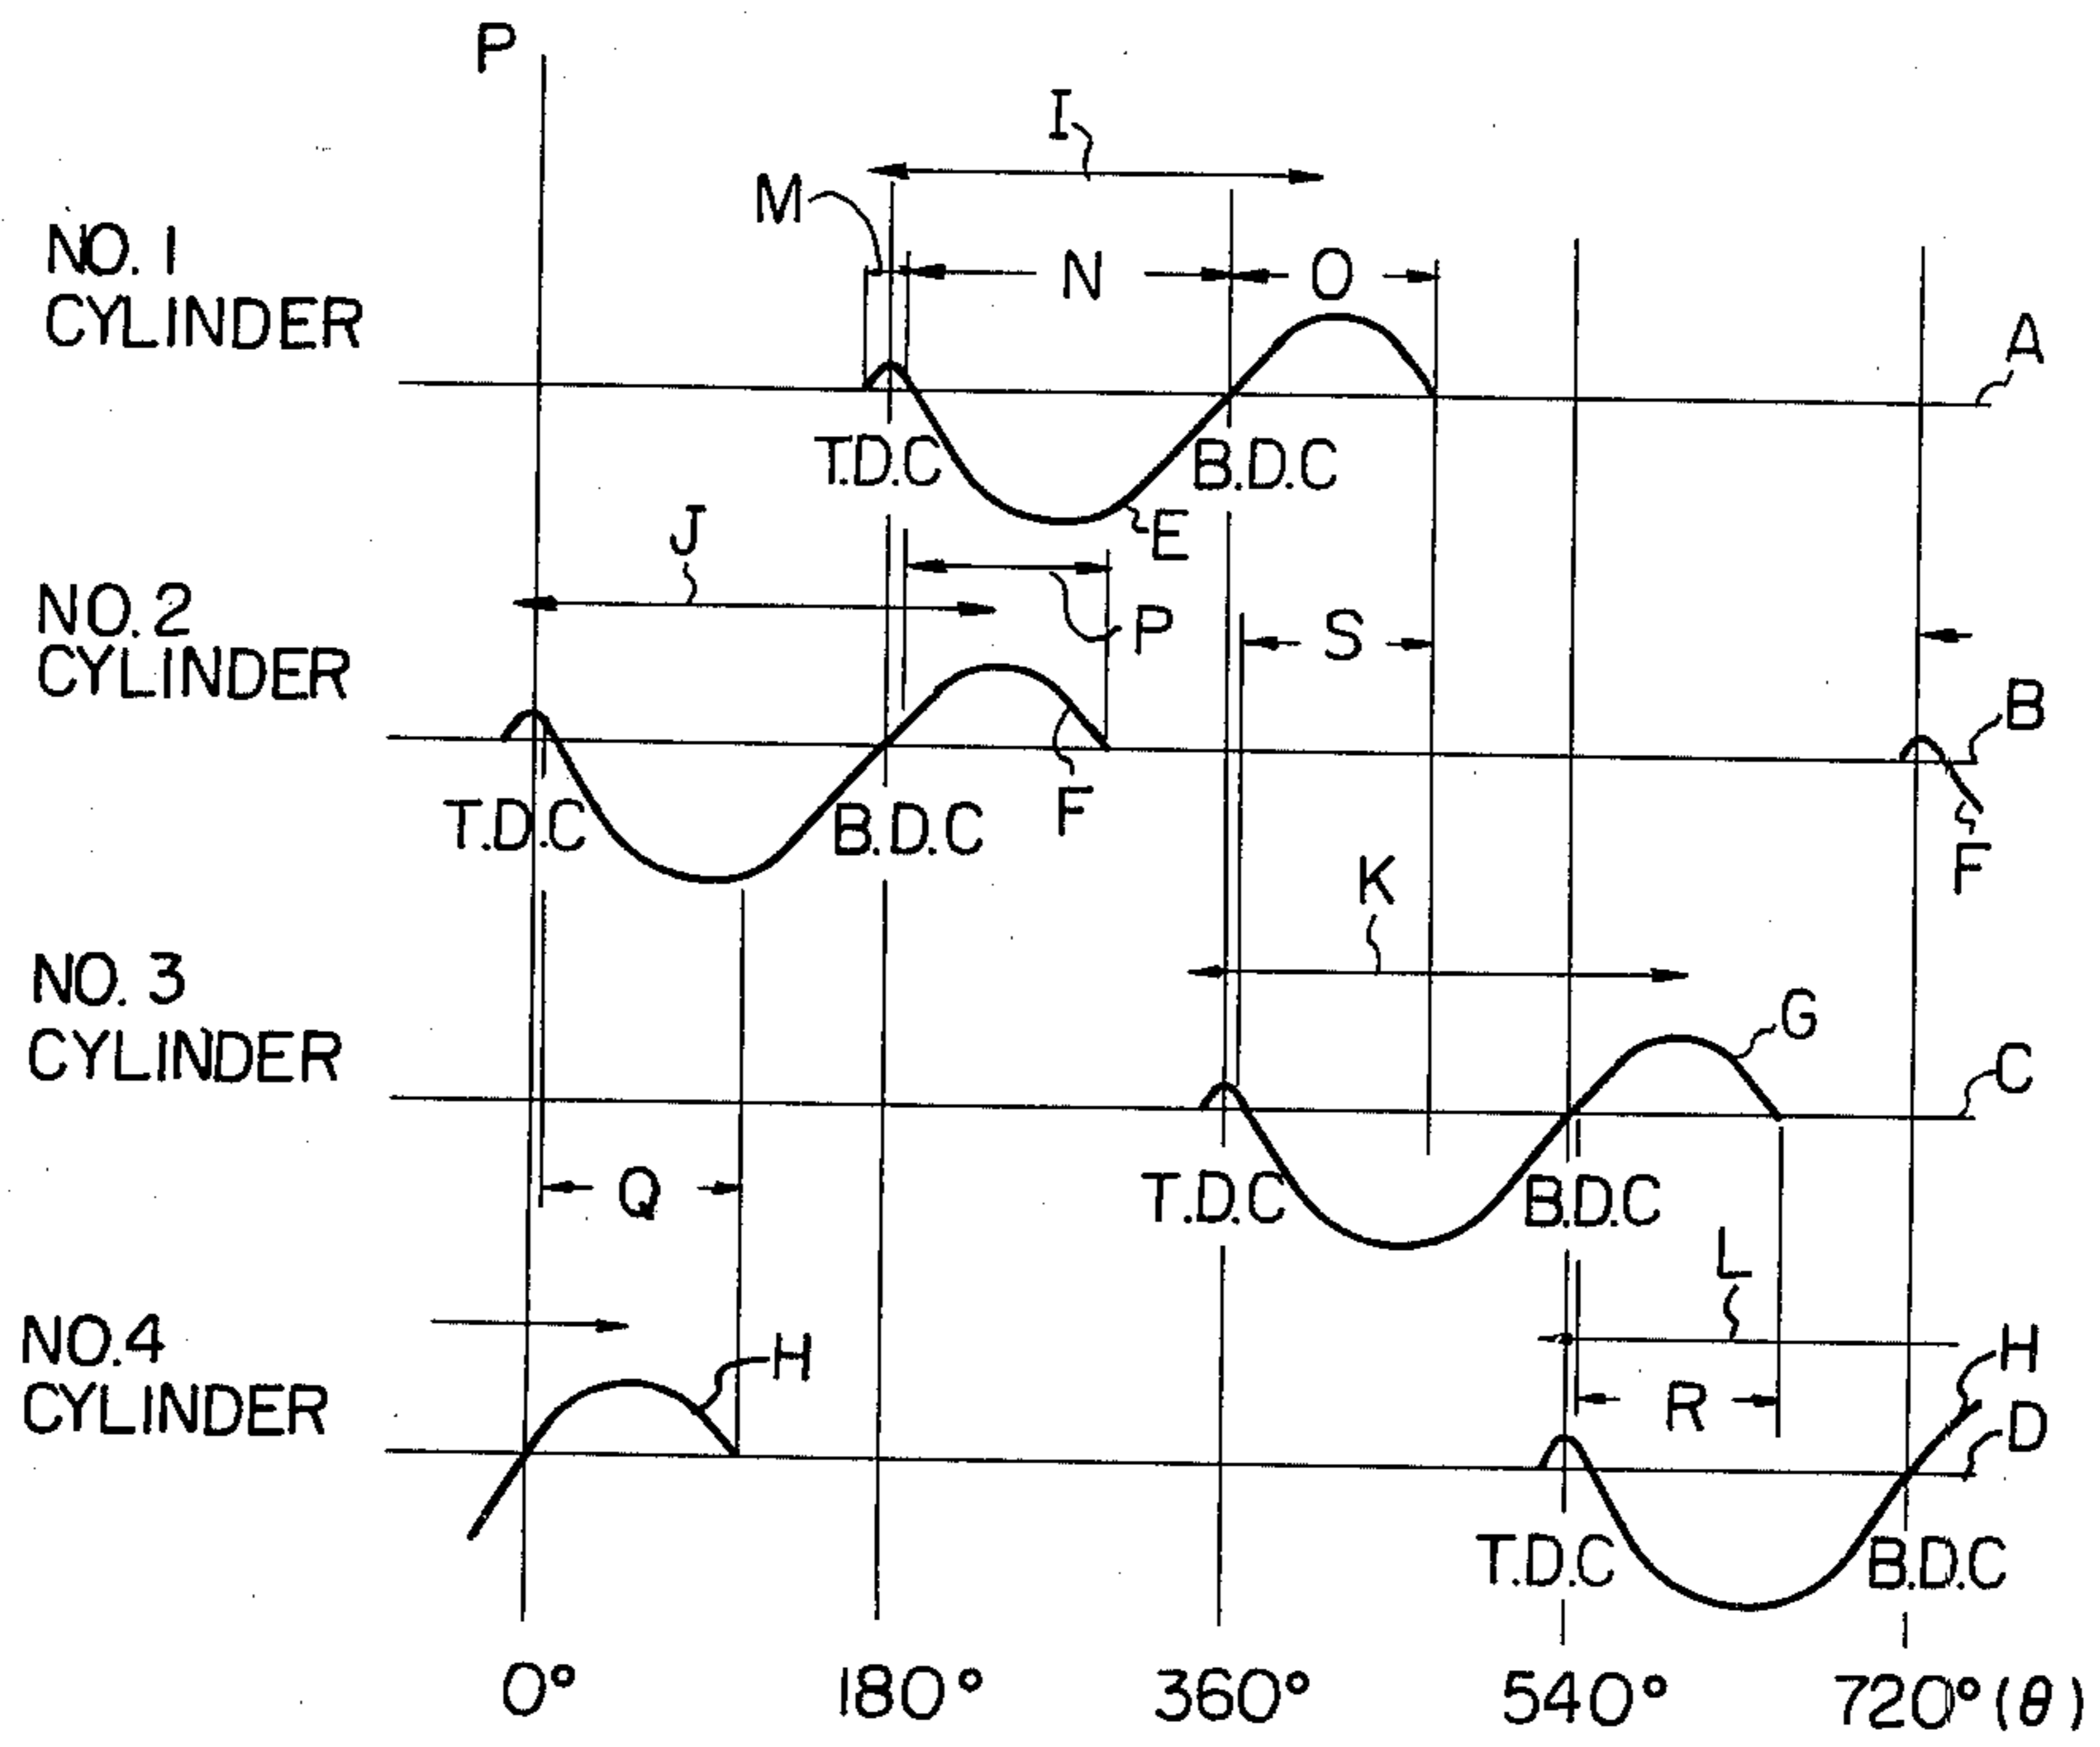 P
I
M
NO. 1
CYLINDER
N
O
A
T.D.C
B.D.C
E
J
NO. 2
CYLINDER
P
S
B
T.D.C
B.D.C
F
F
K
NO. 3
CYLINDER
G
C
Q
T.D.C
B.D.C
L
NO.4
CYLINDER
H
H
R
D
T.D.C
B.D.C
0° 180° 360° 540° 720° (θ)